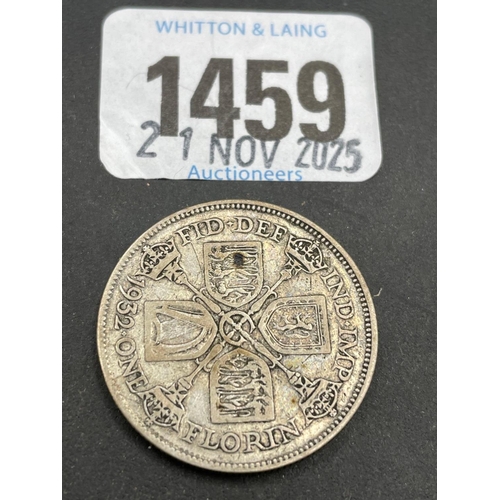 WHITTON & LAING
1459
21 NOV 2025
Auctioneers
FID·DEF
IND·IMP
1932·ONE
FLORIN